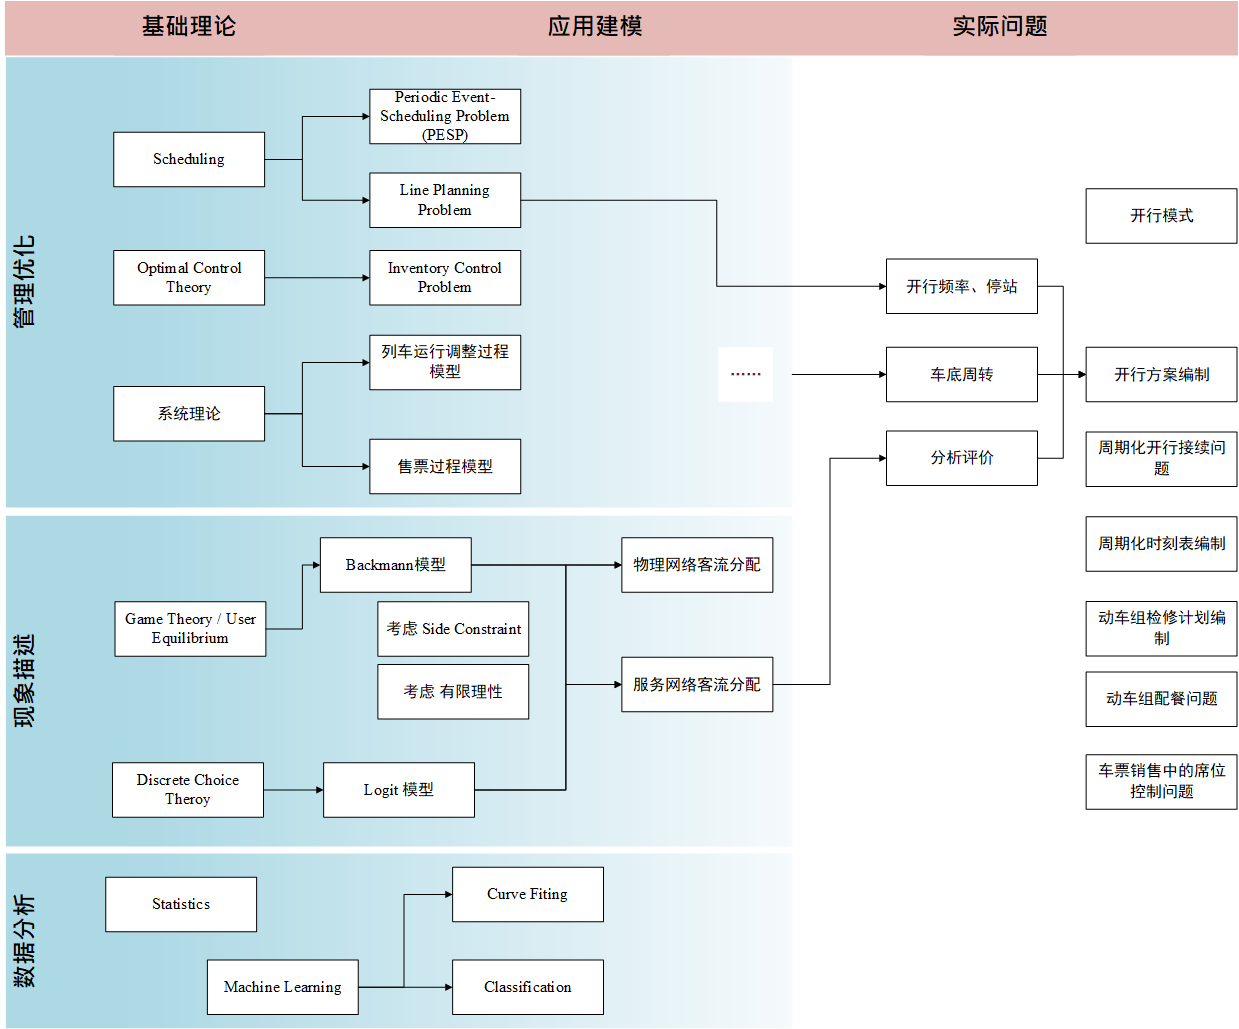 基础理论
应用建模
实际问题
管理优化
Scheduling
Periodic Event-
Scheduling Problem
(PESP)
Line Planning
Problem
Optimal Control
Theory
Inventory Control
Problem
系统理论
列车运行调整过程
模型
售票过程模型
……
开行频率、停站
车底周转
分析评价
开行模式
开行方案编制
周期化开行接续问
题
周期化时刻表编制
动车组检修计划编
制
动车组配餐问题
车票销售中的席位
控制问题
现象描述
Game Theory / User
Equilibrium
Backmann模型
考虑 Side Constraint
考虑 有限理性
Discrete Choice
Theroy
Logit 模型
物理网络客流分配
服务网络客流分配
数据分析
Statistics
Machine Learning
Curve Fiting
Classification